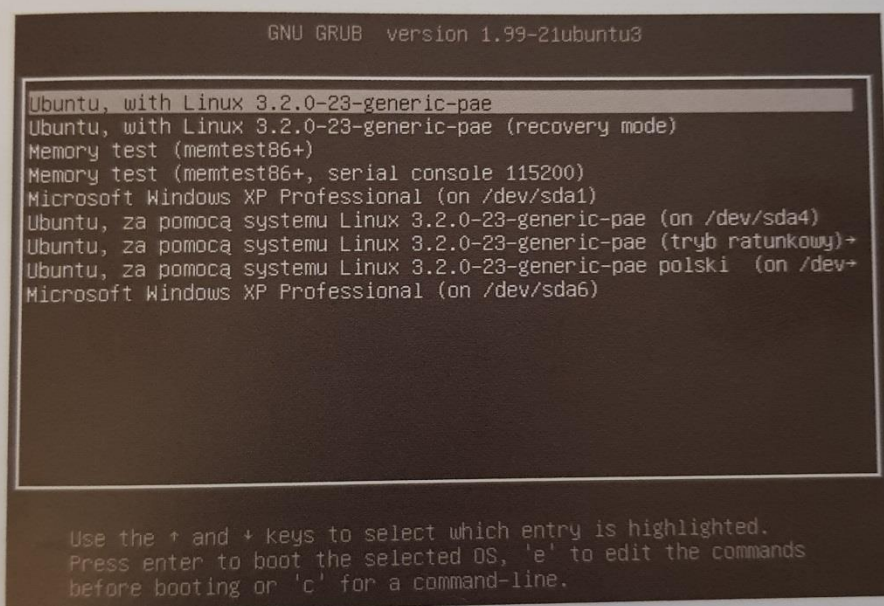 GNU GRUB version 1.99-21ubuntu3
Ubuntu, with Linux 3.2.0-23-generic-pae
Ubuntu, with Linux 3.2.0-23-generic-pae (recovery mode)
Memory test (memtest86+)
Memory test (memtest86+, serial console 115200)
Microsoft Windows XP Professional (on /dev/sda1)
Ubuntu, za pomocą systemu Linux 3.2.0-23-generic-pae (on /dev/sda4)
Ubuntu, za pomocą systemu Linux 3.2.0-23-generic-pae (tryb ratunkowy)→
Ubuntu, za pomocą systemu Linux 3.2.0-23-generic-pae polski (on /dev→
Microsoft Windows XP Professional (on /dev/sda6)
Use the ↑ and ↓ keys to select which entry is highlighted.
Press enter to boot the selected OS, 'e' to edit the commands
before booting or 'c' for a command-line.